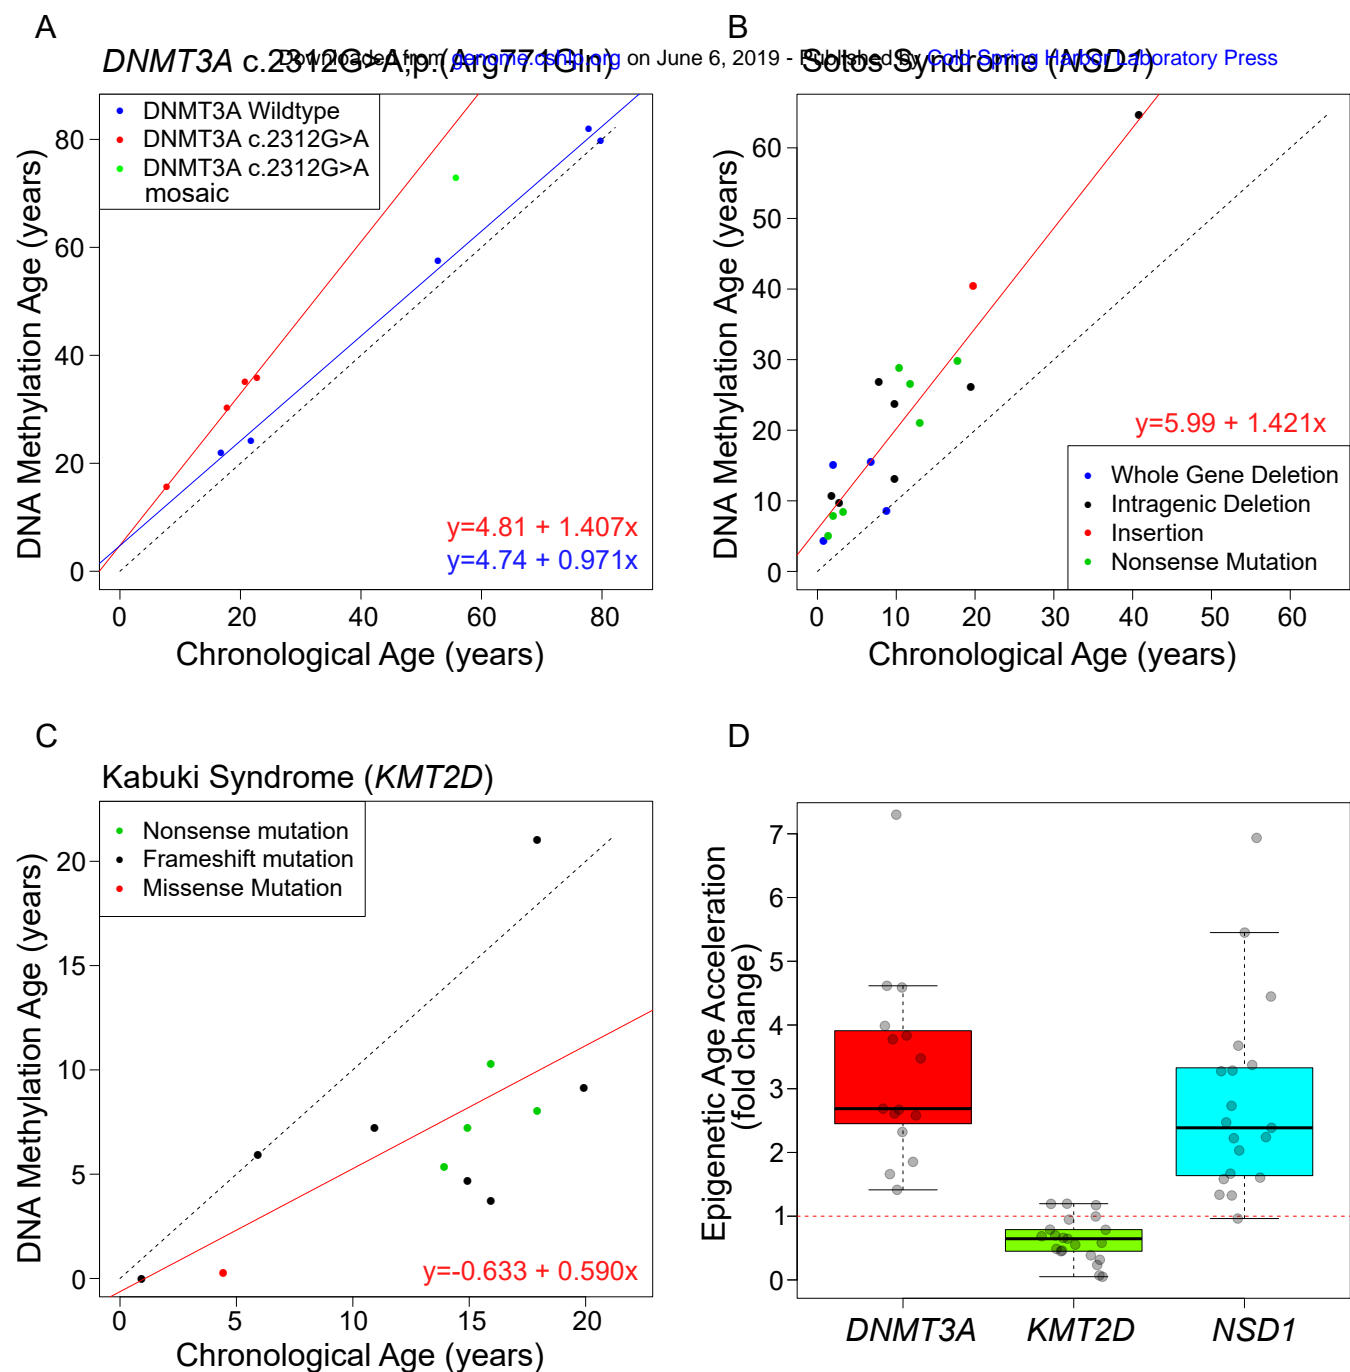 A
B
DNMT3A c.2312G>A;p.(Arg771Gln)
Downloaded from genome.cshlp.org on June 6, 2019 - Published by Cold Spring Harbor Laboratory Press
Sotos Syndrome (NSD1)
DNMT3A Wildtype
DNMT3A c.2312G>A
DNMT3A c.2312G>A
mosaic
DNA Methylation Age (years)
80
60
40
20
0
y=4.81 + 1.407x
y=4.74 + 0.971x
0 20 40 60 80
Chronological Age (years)
DNA Methylation Age (years)
60
50
40
30
20
10
0
y=5.99 + 1.421x
Whole Gene Deletion
Intragenic Deletion
Insertion
Nonsense Mutation
0 10 20 30 40 50 60
Chronological Age (years)
C
Kabuki Syndrome (KMT2D)
Nonsense mutation
Frameshift mutation
Missense Mutation
DNA Methylation Age (years)
20
15
10
5
0
y=-0.633 + 0.590x
0 5 10 15 20
Chronological Age (years)
D
Epigenetic Age Acceleration
(fold change)
7
6
5
4
3
2
1
0
DNMT3A KMT2D NSD1